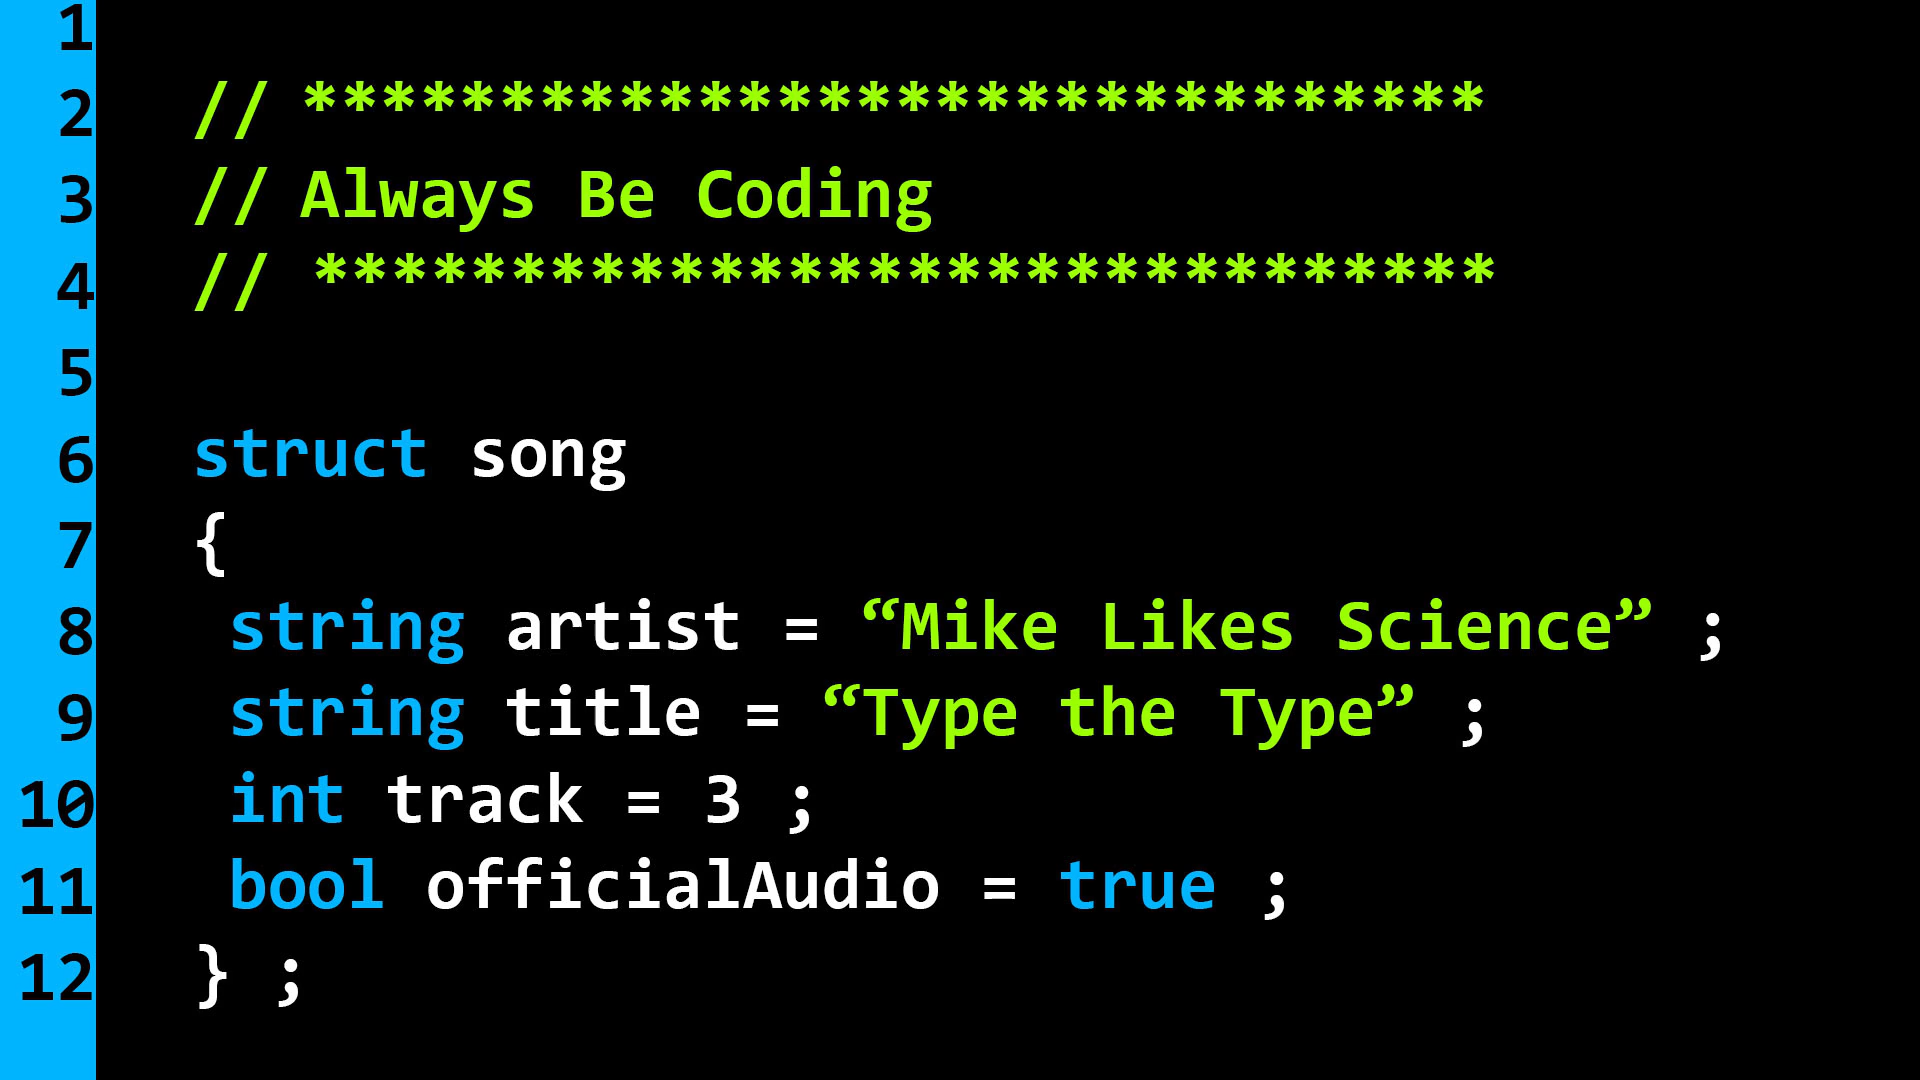 1
2 // ******************************
3 // Always Be Coding
4 // ******************************
5
6 struct song
7 {
8 string artist = “Mike Likes Science” ;
9 string title = “Type the Type” ;
10 int track = 3 ;
11 bool officialAudio = true ;
12 } ;